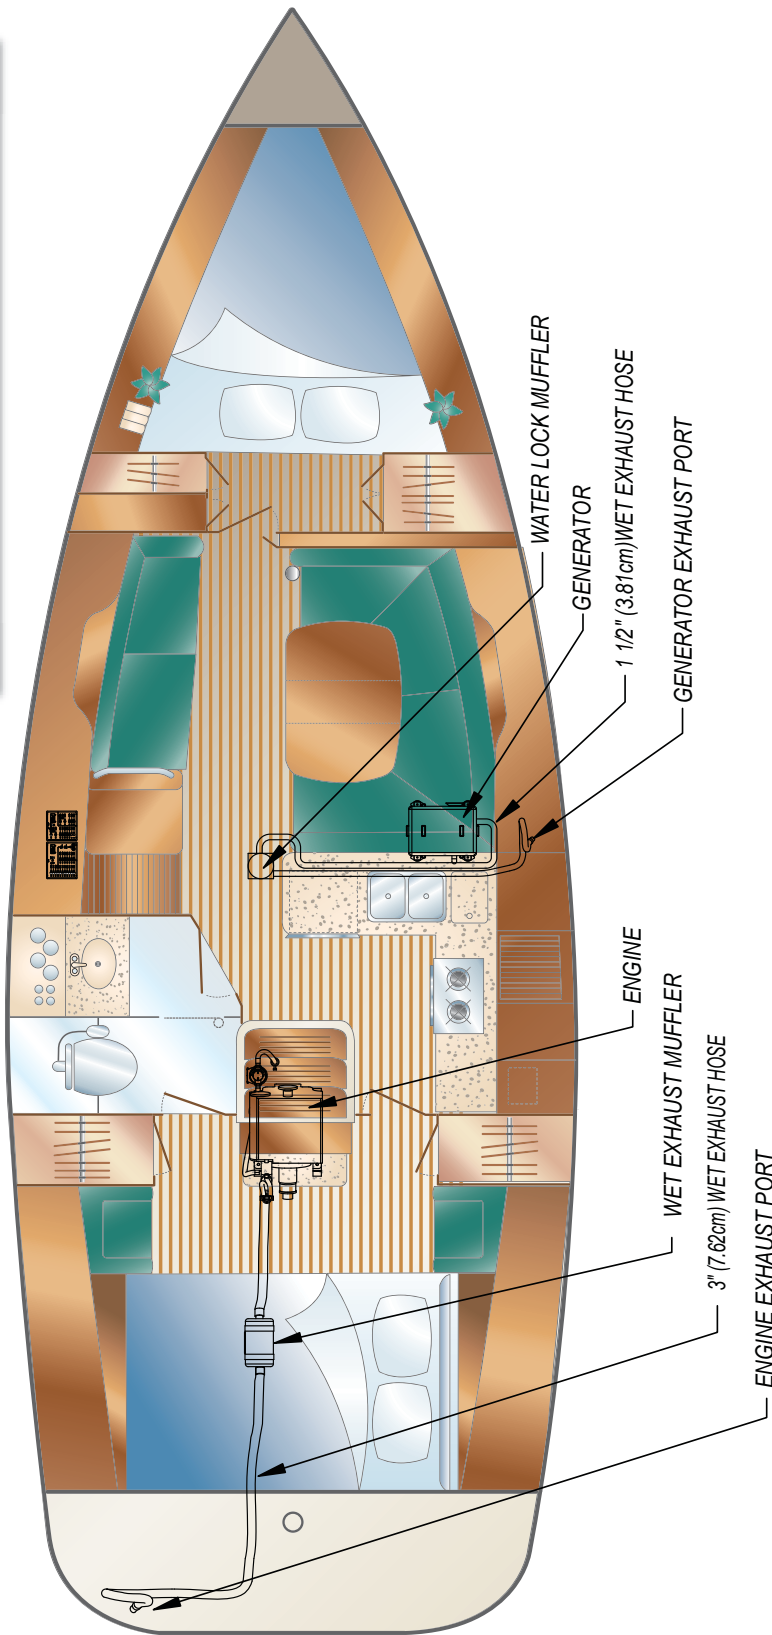 WATER LOCK MUFFLER
GENERATOR
1 1/2" (3.81cm)WET EXHAUST HOSE
GENERATOR EXHAUST PORT
ENGINE
WET EXHAUST MUFFLER
3" (7.62cm) WET EXHAUST HOSE
ENGINE EXHAUST PORT